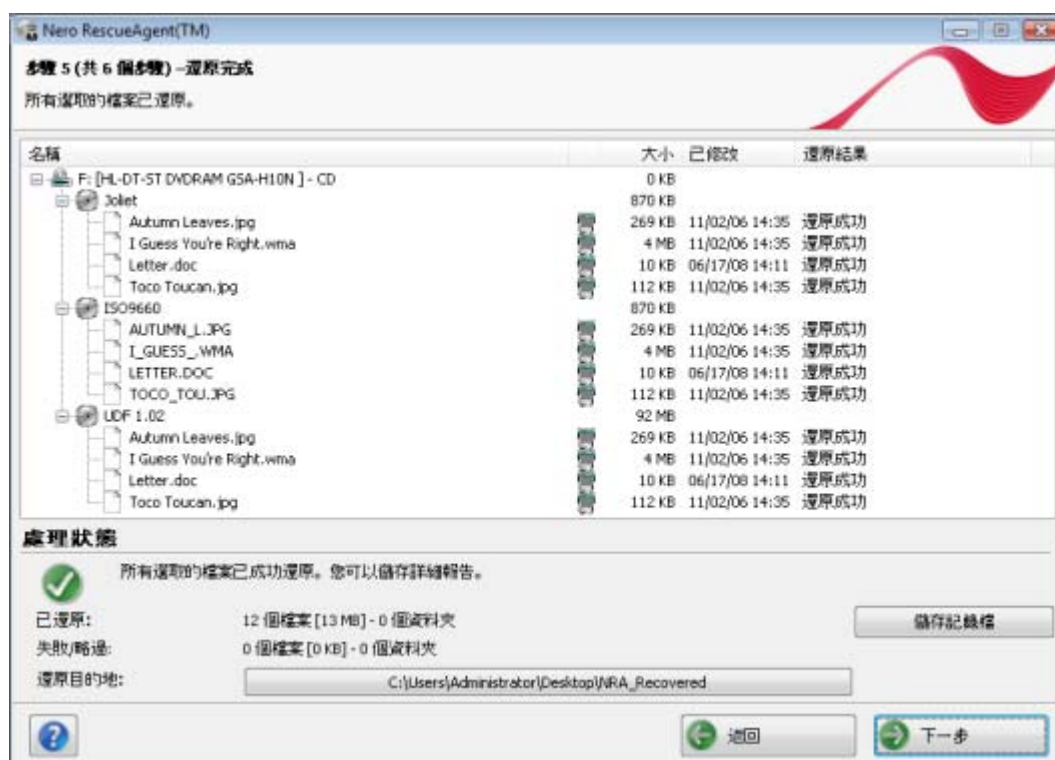 Nero RescueAgent(TM)
步驟 5 (共 6 個步驟) –還原完成
所有選取的檔案已還原。
名稱 大小 已修改 還原結果
F: [HL-DT-ST DVDRAM GSA-H10N ] - CD 0 KB
Joliet 870 KB
Autumn Leaves.jpg 269 KB 11/02/06 14:35 還原成功
I Guess You're Right.wma 4 MB 11/02/06 14:35 還原成功
Letter.doc 10 KB 06/17/08 14:11 還原成功
Toco Toucan.jpg 112 KB 11/02/06 14:35 還原成功
ISO9660 870 KB
AUTUMN_L.JPG 269 KB 11/02/06 14:35 還原成功
I_GUESS_.WMA 4 MB 11/02/06 14:35 還原成功
LETTER.DOC 10 KB 06/17/08 14:11 還原成功
TOCO_TOU.JPG 112 KB 11/02/06 14:35 還原成功
UDF 1.02 92 MB
Autumn Leaves.jpg 269 KB 11/02/06 14:35 還原成功
I Guess You're Right.wma 4 MB 11/02/06 14:35 還原成功
Letter.doc 10 KB 06/17/08 14:11 還原成功
Toco Toucan.jpg 112 KB 11/02/06 14:35 還原成功
處理狀態
所有選取的檔案已成功還原。您可以儲存詳細報告。
已還原: 12 個檔案 [13 MB] - 0 個資料夾 儲存記錄檔
失敗/略過: 0 個檔案 [0 KB] - 0 個資料夾
還原目的地: C:\Users\Administrator\Desktop\NRA_Recovered
返回 下一步